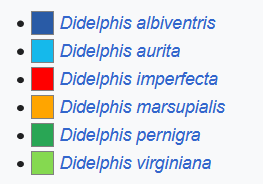 Didelphis albiventris
Didelphis aurita
Didelphis imperfecta
Didelphis marsupialis
Didelphis pernigra
Didelphis virginiana